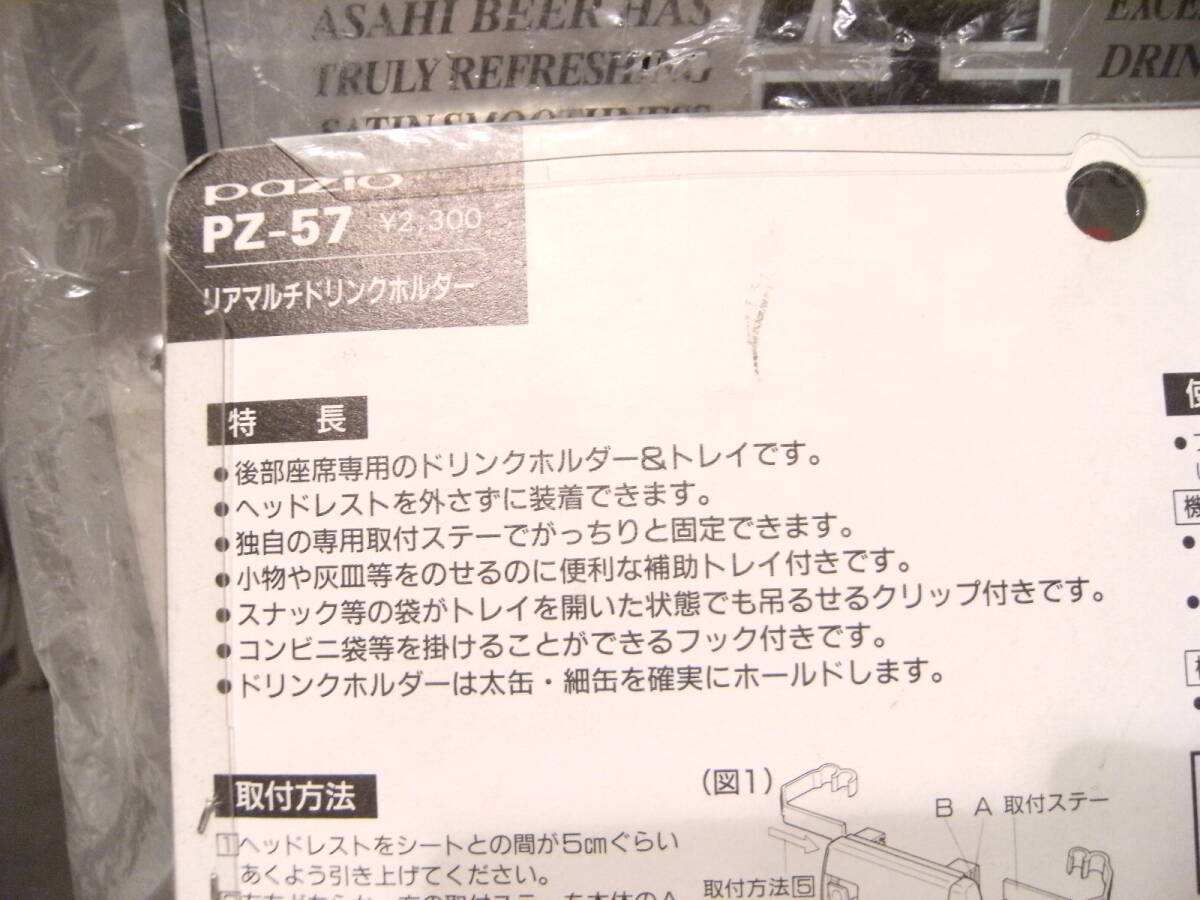 ASAHI BEER HAS
TRULY REFRESHING
SATIN SMOOTHNESS
DRIN
pazio
PZ-57 ¥2,300
リアマルチドリンクホルダー
特 長
●後部座席専用のドリンクホルダー&トレイです。
●ヘッドレストを外さずに装着できます。
●独自の専用取付ステーでがっちりと固定できます。
●小物や灰皿等をのせるのに便利な補助トレイ付きです。
●スナック等の袋がトレイを開いた状態でも吊るせるクリップ付きです。
●コンビニ袋等を掛けることができるフック付きです。
●ドリンクホルダーは太缶・細缶を確実にホールドします。
取付方法
1ヘッドレストをシートとの間が5cmぐらい
あくよう引き上げてください。
(図1)
B A 取付ステー
取付方法5
使
機